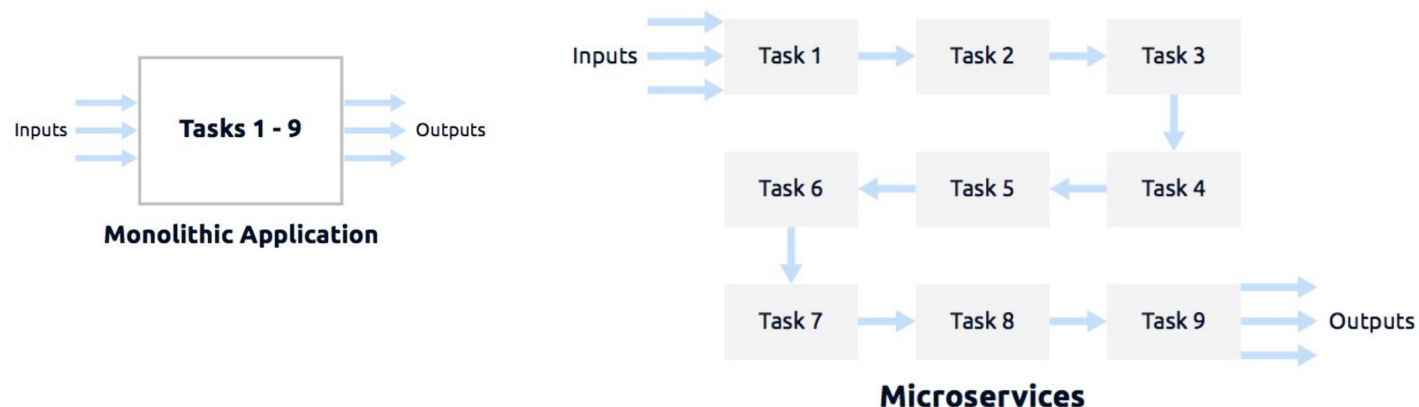 Inputs
Tasks 1 - 9
Outputs
Monolithic Application
Inputs
Task 1
Task 2
Task 3
Task 6
Task 5
Task 4
Task 7
Task 8
Task 9
Outputs
Microservices